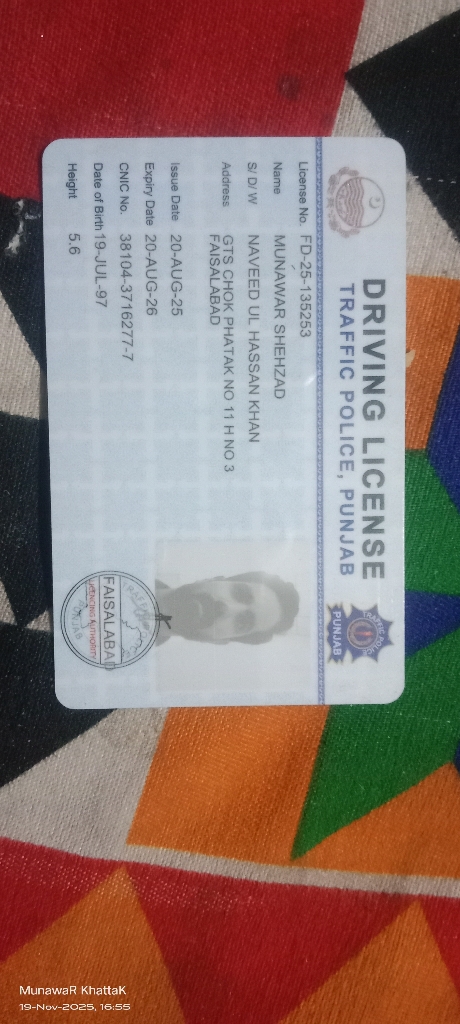 DRIVING LICENSE
TRAFFIC POLICE, PUNJAB
PUNJAB
License No. FD-25-135253
Name MUNAWAR SHEHZAD
S/ D/ W NAVEED UL HASSAN KHAN
Address GTS CHOK PHATAK NO 11 H NO 3
FAISALABAD
Issue Date 20-AUG-25
Expiry Date 20-AUG-26
CNIC No. 38104-3716277-7
Date of Birth 19-JUL-97
Height 5.6
FAISALABAD
LICENCING AUTHORITY
MunawaR KhattaK
19-Nov-2025, 16:55